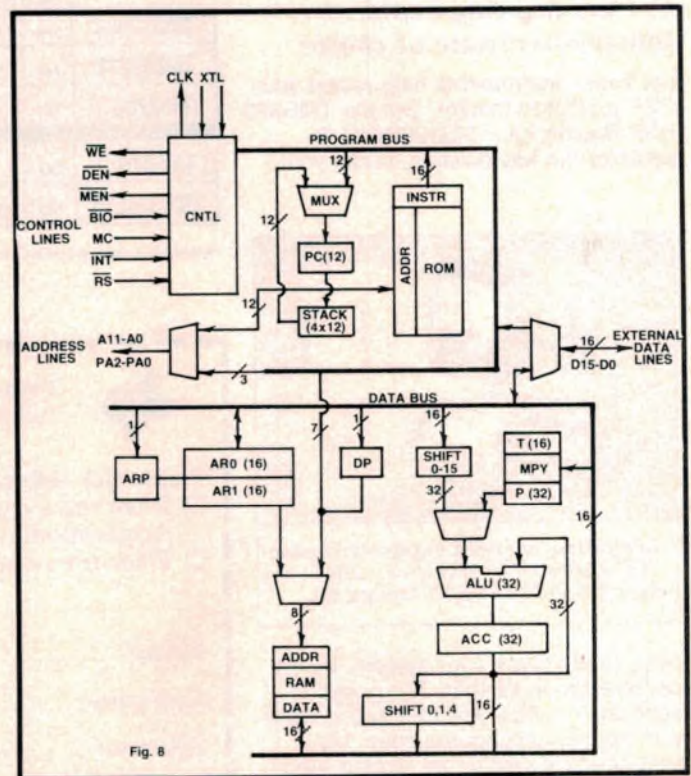 CLK XTL
PROGRAM BUS
WE
DEN
MEN
BIO
MC
INT
RS
CONTROL
LINES
CNTL
12
16
MUX
12
INSTR
PC(12)
ADDR
ROM
12
STACK
(4x12)
ADDRESS
LINES
A11-A0
PA2-PA0
3
16
D15-D0
EXTERNAL
DATA
LINES
DATA BUS
1
7
1
16
ARP
AR0 (16)
AR1 (16)
DP
SHIFT
0-15
T (16)
MPY
P (32)
32
16
ALU (32)
32
8
ACC (32)
ADDR
RAM
DATA
SHIFT 0,1,4
16
16
Fig. 8